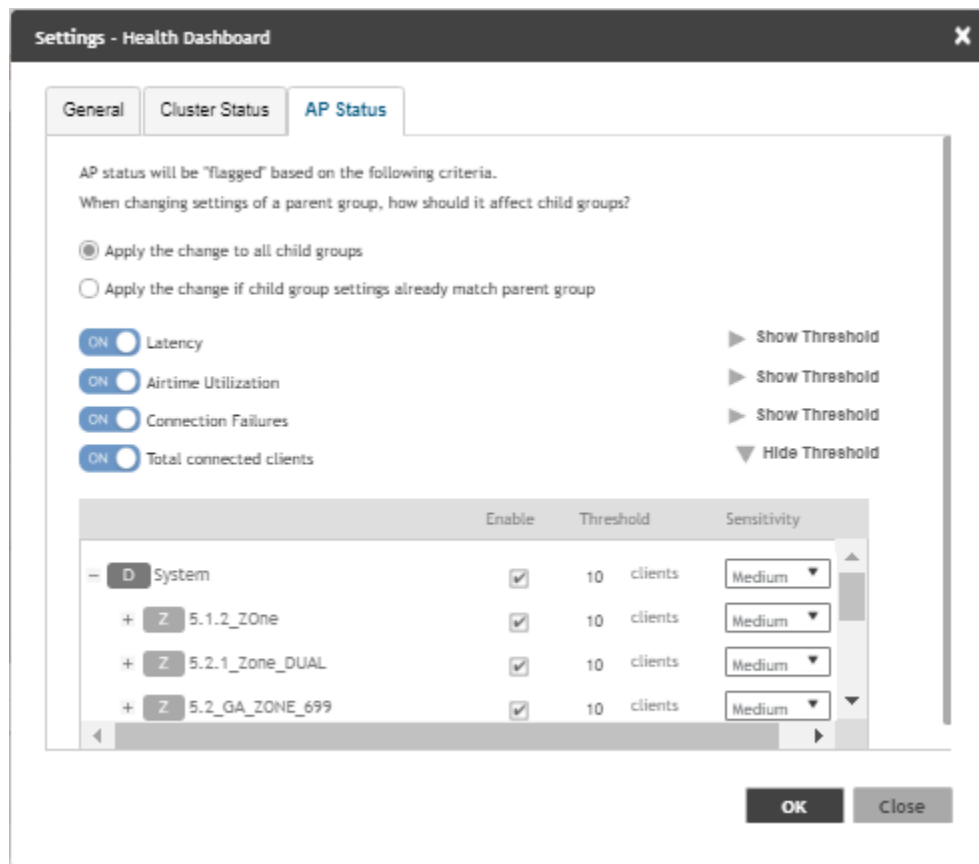 Settings - Health Dashboard
General Cluster Status AP Status
AP status will be "flagged" based on the following criteria.
When changing settings of a parent group, how should it affect child groups?
Apply the change to all child groups
Apply the change if child group settings already match parent group
ON Latency Show Threshold
ON Airtime Utilization Show Threshold
ON Connection Failures Show Threshold
ON Total connected clients Hide Threshold
Enable Threshold Sensitivity
D System 10 clients Medium
Z 5.1.2_ZOne 10 clients Medium
Z 5.2.1_Zone_DUAL 10 clients Medium
Z 5.2_GA_ZONE_699 10 clients Medium
OK Close